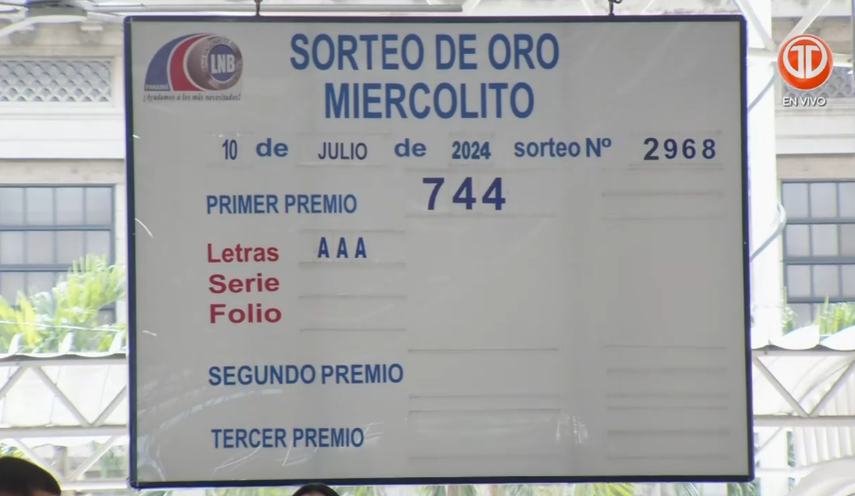 SORTEO DE ORO
MIERCOLITO
LNB
PANAMÁ
¡Ayudamos a los más necesitados!
EN VIVO
10 de JULIO de 2024 sorteo Nº 2968
PRIMER PREMIO 744
Letras AAA
Serie
Folio
SEGUNDO PREMIO
TERCER PREMIO